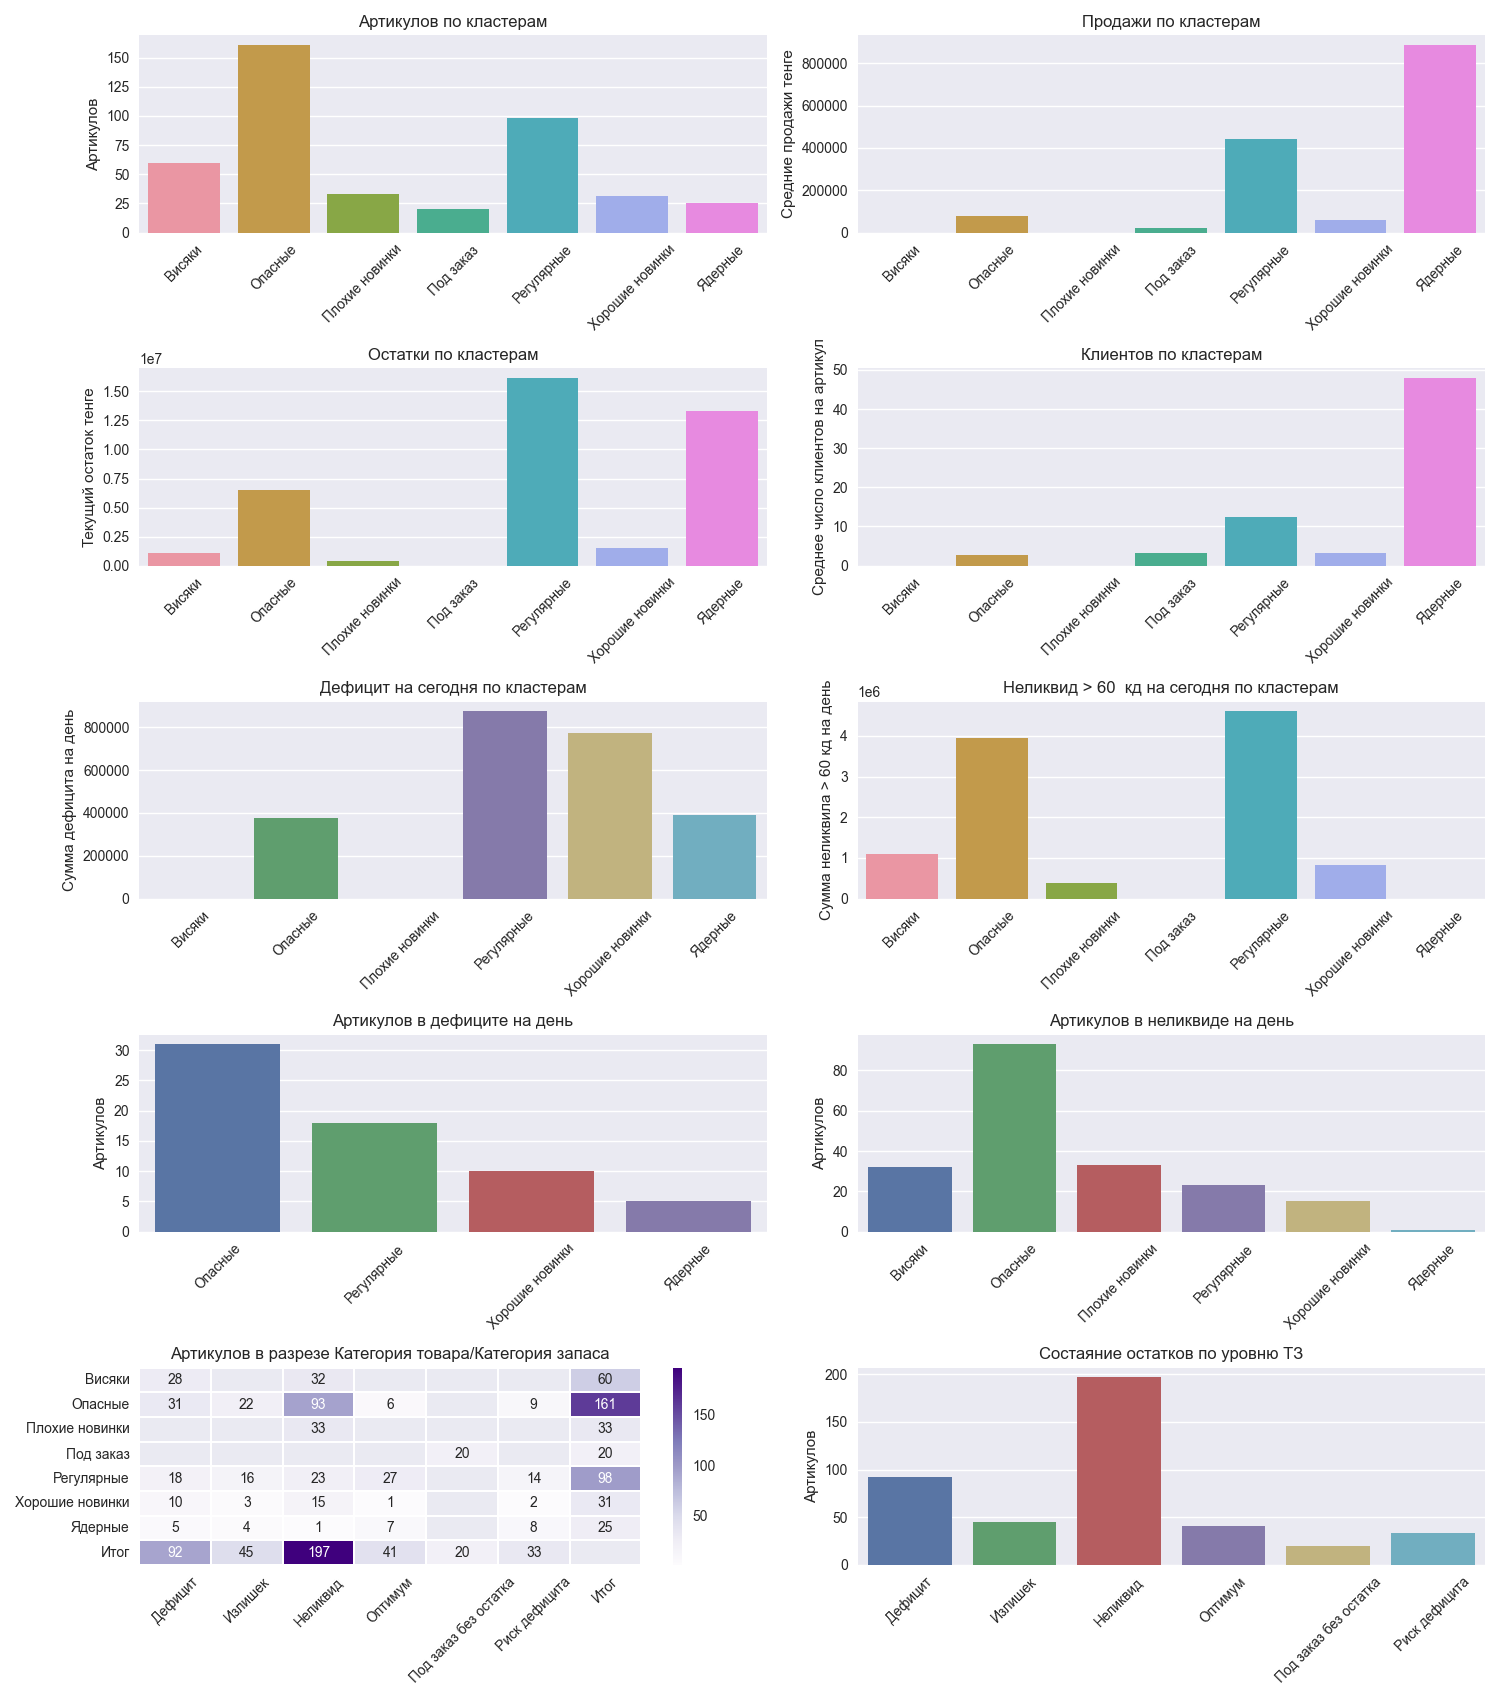 Артикулов по кластерам
Артикулов
150
125
100
75
50
25
0
Висяки
Опасные
Плохие новинки
Под заказ
Регулярные
Хорошие новинки
Ядерные
Продажи по кластерам
Средние продажи тенге
800000
600000
400000
200000
0
Висяки
Опасные
Плохие новинки
Под заказ
Регулярные
Хорошие новинки
Ядерные
Остатки по кластерам
1e7
Текущий остаток тенге
1.50
1.25
1.00
0.75
0.50
0.25
0.00
Висяки
Опасные
Плохие новинки
Под заказ
Регулярные
Хорошие новинки
Ядерные
Клиентов по кластерам
Среднее число клиентов на артикул
50
40
30
20
10
0
Висяки
Опасные
Плохие новинки
Под заказ
Регулярные
Хорошие новинки
Ядерные
Дефицит на сегодня по кластерам
Сумма дефицита на день
800000
600000
400000
200000
0
Висяки
Опасные
Плохие новинки
Регулярные
Хорошие новинки
Ядерные
Неликвид > 60  кд на сегодня по кластерам
1e6
Сумма неликвила > 60 кд на день
4
3
2
1
0
Висяки
Опасные
Плохие новинки
Под заказ
Регулярные
Хорошие новинки
Ядерные
Артикулов в дефиците на день
Артикулов
30
25
20
15
10
5
0
Опасные
Регулярные
Хорошие новинки
Ядерные
Артикулов в неликвиде на день
Артикулов
80
60
40
20
0
Висяки
Опасные
Плохие новинки
Регулярные
Хорошие новинки
Ядерные
Артикулов в разрезе Категория товара/Категория запаса
Висяки 28 32 60
Опасные 31 22 93 6 9 161
Плохие новинки 33 33
Под заказ 20 20
Регулярные 18 16 23 27 14 98
Хорошие новинки 10 3 15 1 2 31
Ядерные 5 4 1 7 8 25
Итог 92 45 197 41 20 33
Дефицит
Излишек
Неликвид
Оптимум
Под заказ без остатка
Риск дефицита
Итог
150
100
50
Состаяние остатков по уровню ТЗ
Артикулов
200
150
100
50
0
Дефицит
Излишек
Неликвид
Оптимум
Под заказ без остатка
Риск дефицита